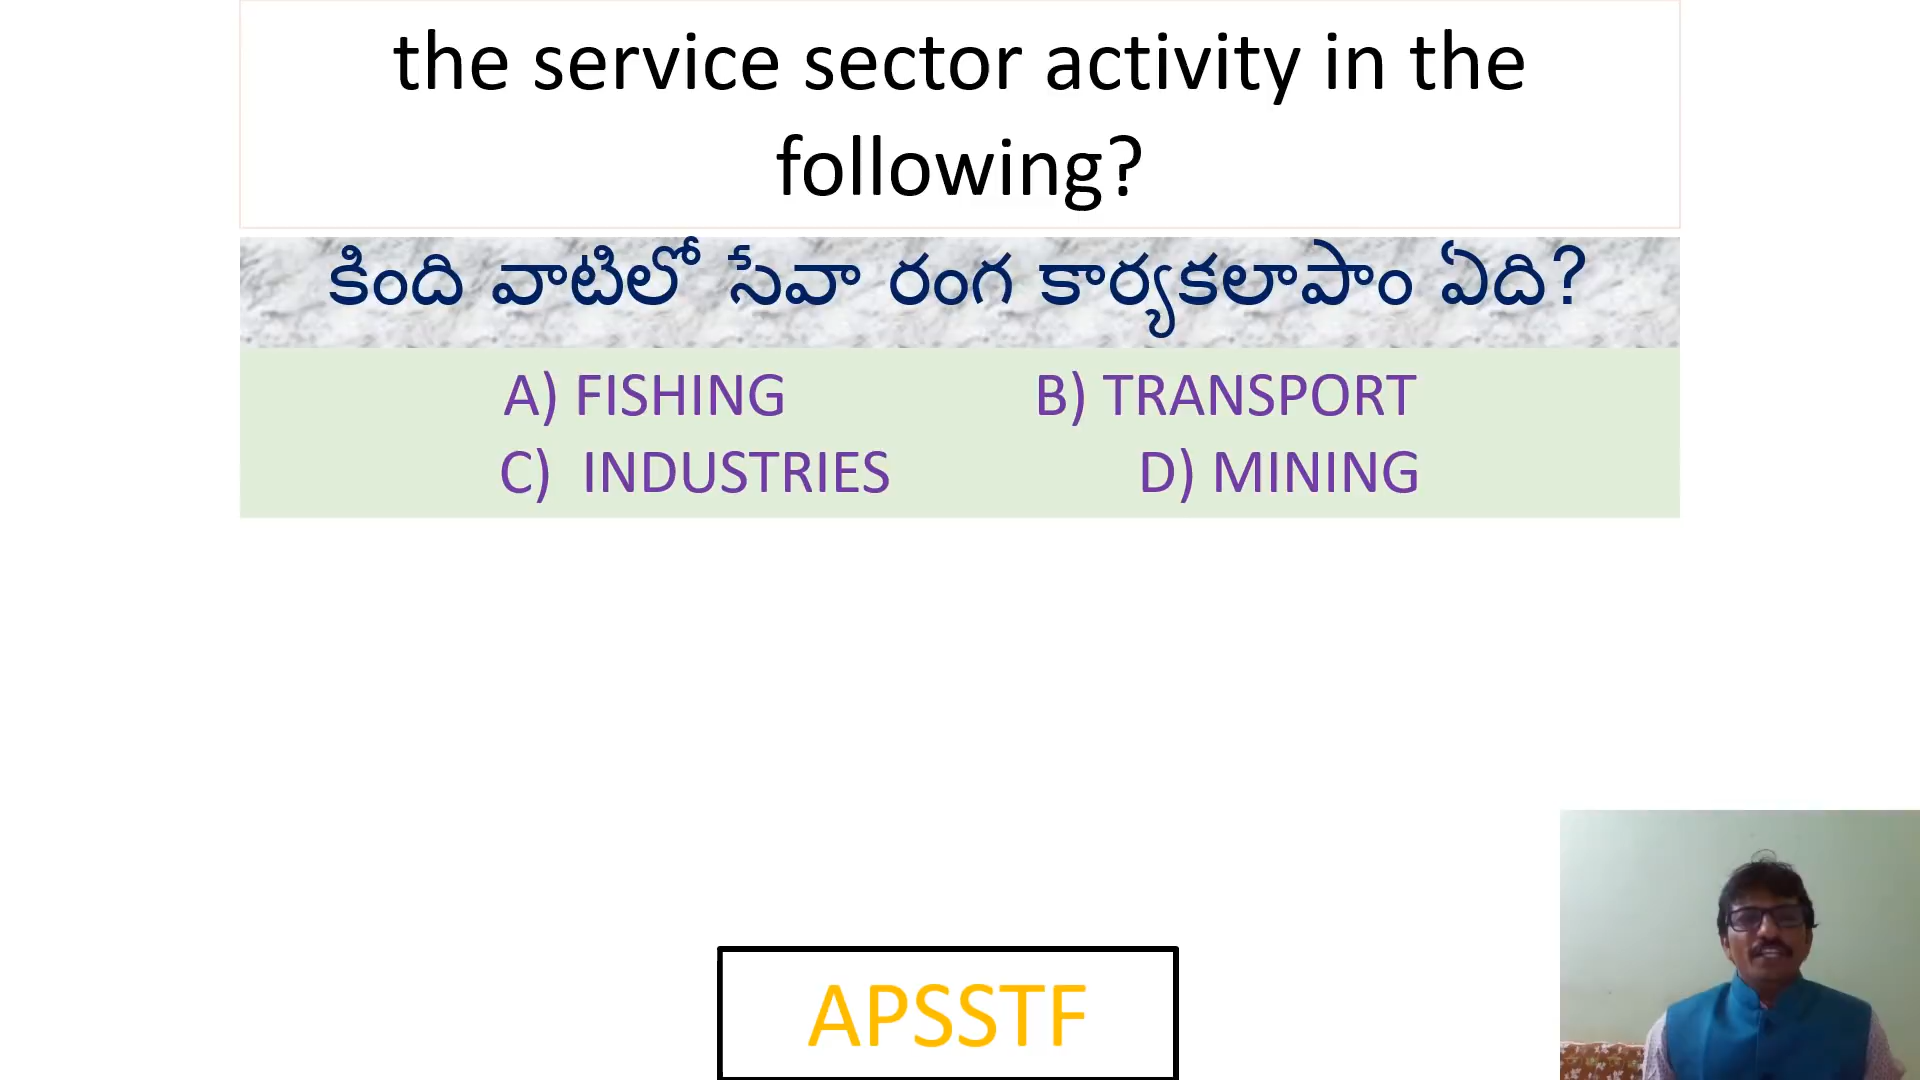 the service sector activity in the
following?
కింది వాటిలో సేవా రంగ కార్యకలాపాం ఏది?
A) FISHING B) TRANSPORT
C) INDUSTRIES D) MINING
APSSTF